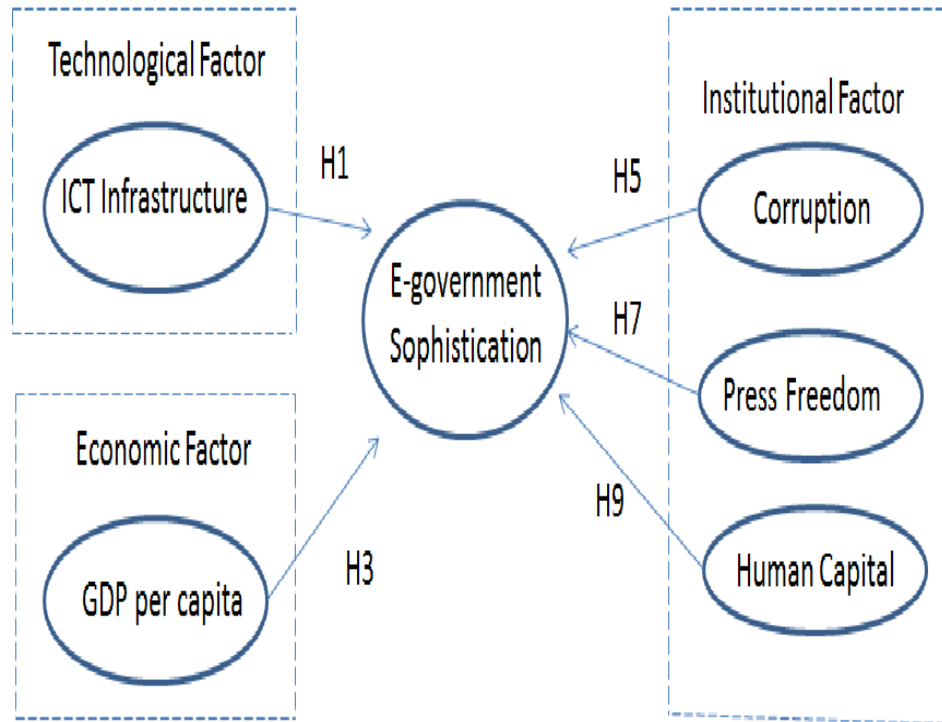 Technological Factor
ICT Infrastructure
H1
Economic Factor
GDP per capita
H3
E-government
Sophistication
Institutional Factor
H5
Corruption
H7
Press Freedom
H9
Human Capital